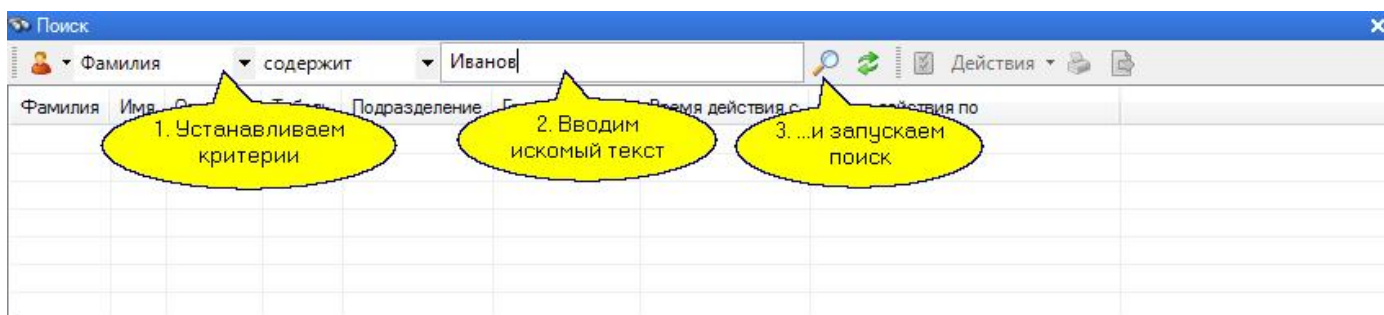 Поиск
Фамилия содержит Иванов Действия
Фамилия Имя Подразделение Время действия с действия по
1. Устанавливаем
критерии
2. Вводим
искомый текст
3. ...и запускаем
поиск